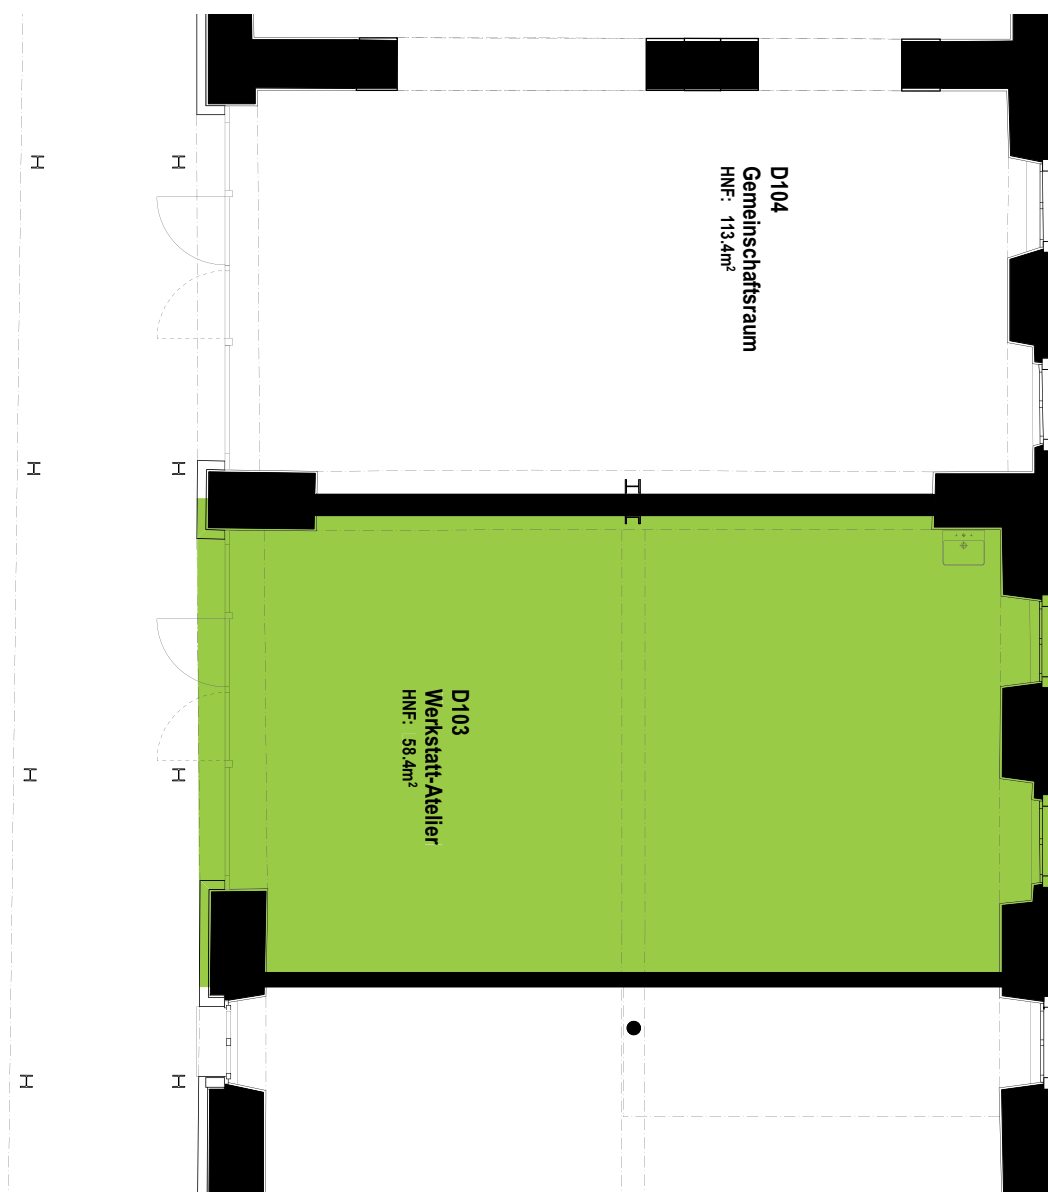 D104
Gemeinschaftsraum
HNF: 113.4m²
D103
Werkstatt-Atelier
HNF: 58.4m²